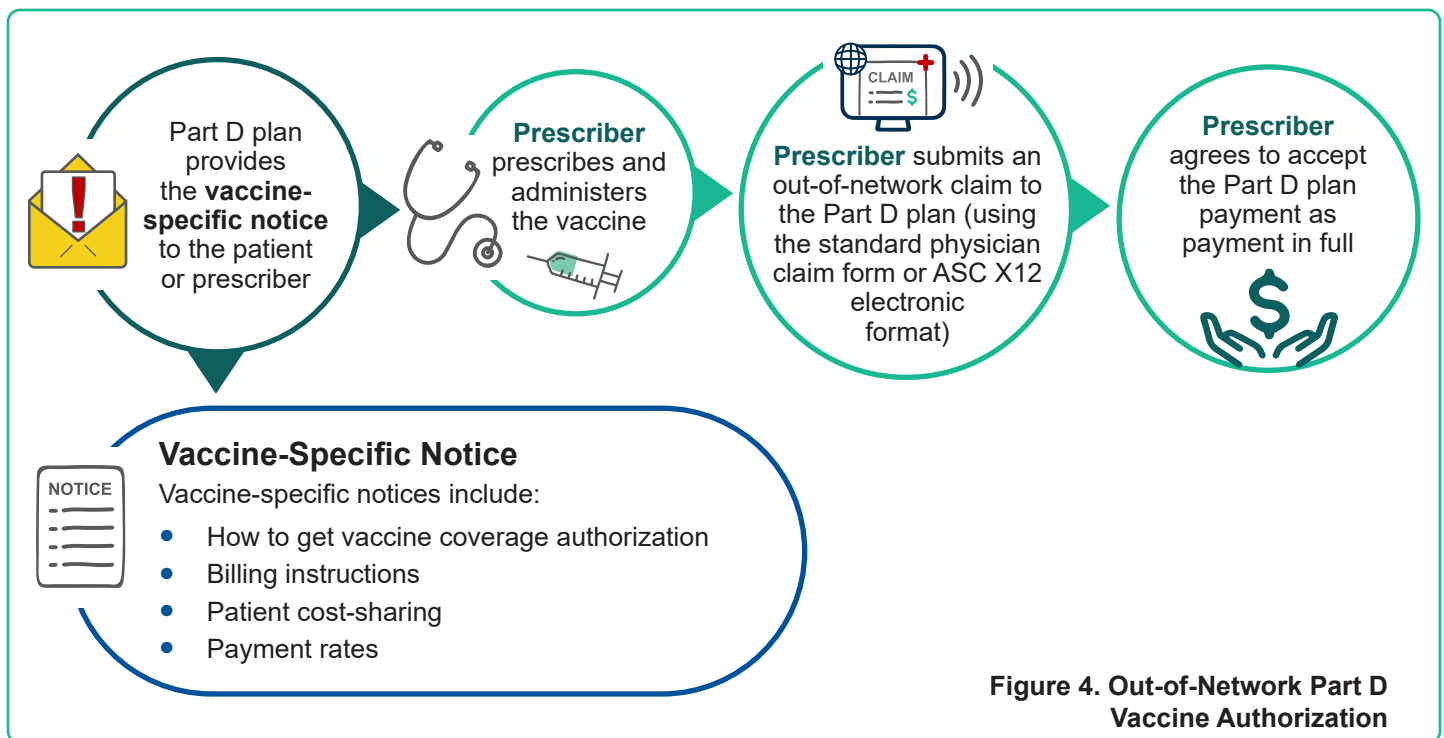 Part D plan
provides
the vaccine-
specific notice
to the patient
or prescriber
Prescriber
prescribes and
administers
the vaccine
CLAIM
$
Prescriber submits an
out-of-network claim to
the Part D plan (using
the standard physician
claim form or ASC X12
electronic
format)
Prescriber
agrees to accept
the Part D plan
payment as
payment in full
$
NOTICE
Vaccine-Specific Notice
Vaccine-specific notices include:
• How to get vaccine coverage authorization
• Billing instructions
• Patient cost-sharing
• Payment rates
Figure 4. Out-of-Network Part D
Vaccine Authorization